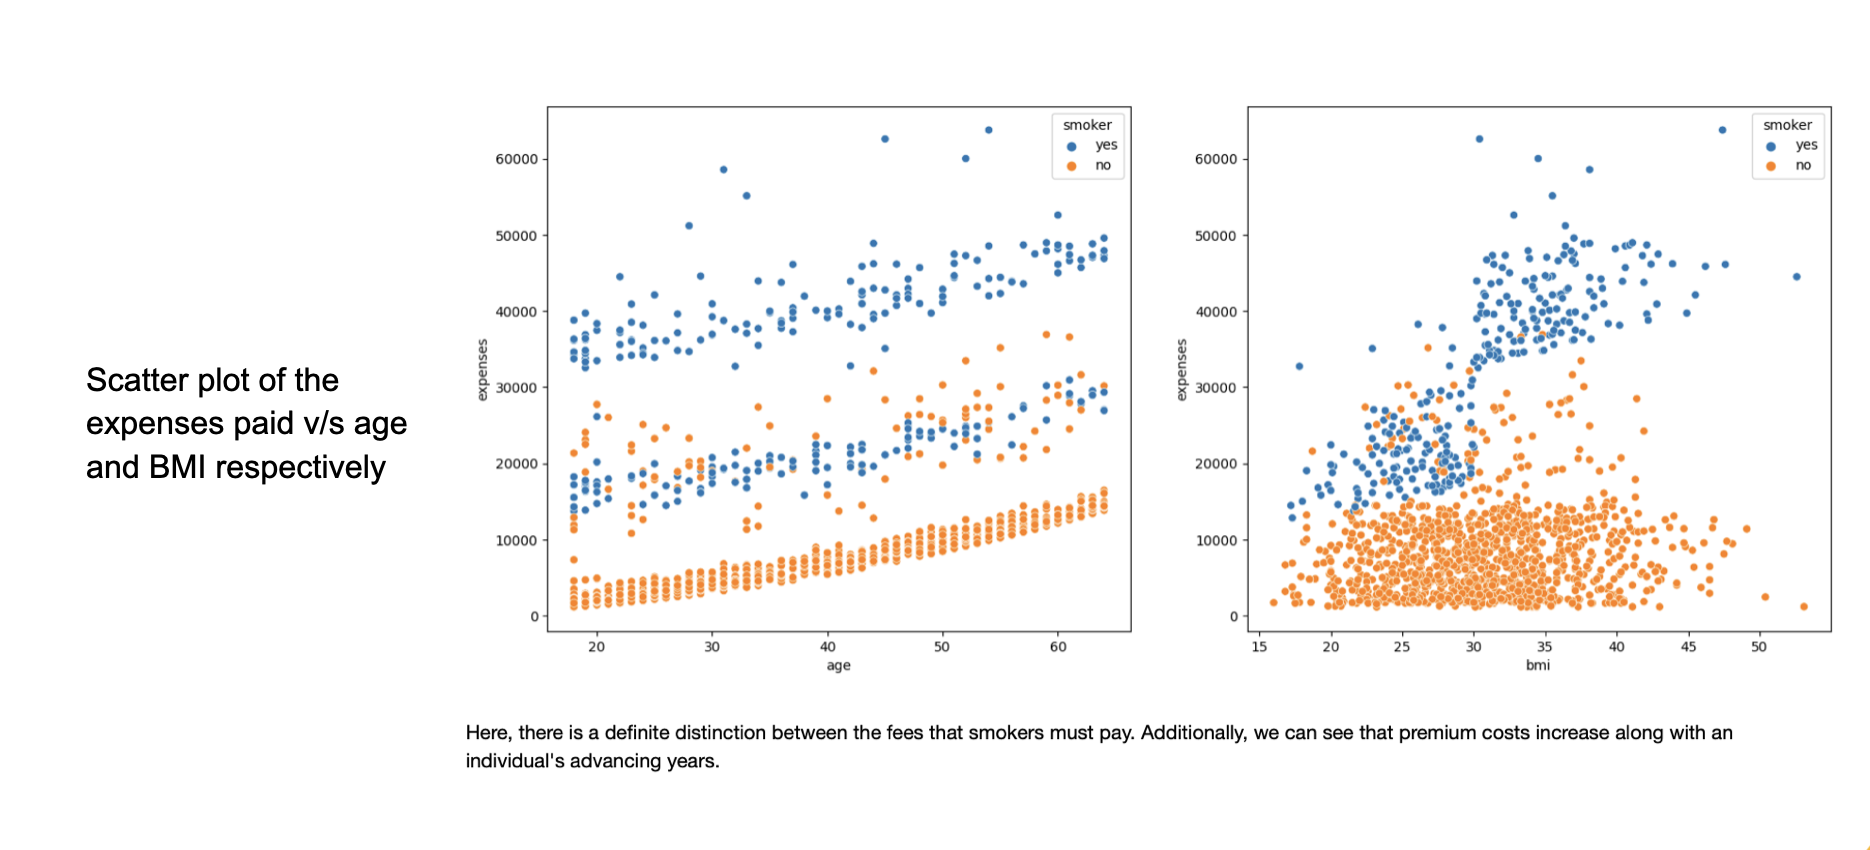 Scatter plot of the
expenses paid v/s age
and BMI respectively
smoker
yes
no
60000
50000
40000
30000
20000
10000
0
expenses
20 30 40 50 60
age
smoker
yes
no
60000
50000
40000
30000
20000
10000
0
expenses
15 20 25 30 35 40 45 50
bmi
Here, there is a definite distinction between the fees that smokers must pay. Additionally, we can see that premium costs increase along with an
individual's advancing years.